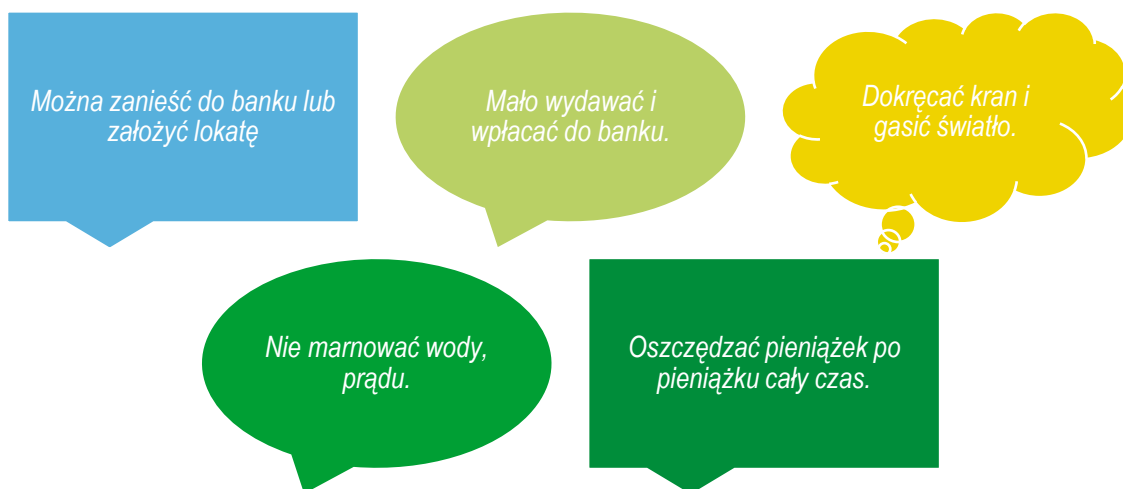 Można zanieść do banku lub
założyć lokatę
Mało wydawać i
wpłacać do banku.
Dokręcać kran i
gasić światło.
Nie marnować wody,
prądu.
Oszczędzać pieniążek po
pieniążku cały czas.